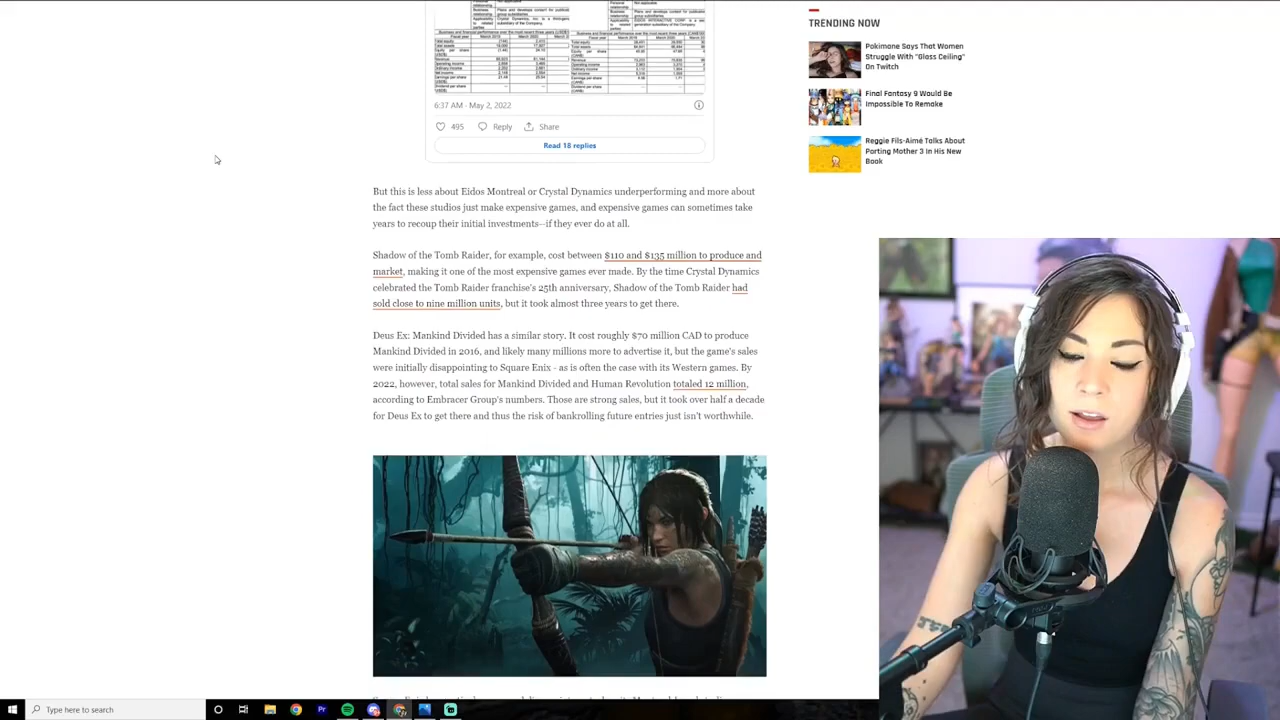 TRENDING NOW
Pokimane Says That Women
Struggle With "Glass Ceiling"
On Twitch
Final Fantasy 9 Would Be
Impossible To Remake
Reggie Fils-Aimé Talks About
Porting Mother 3 In His New
Book
6:37 AM · May 2, 2022
495 Reply Share
Read 18 replies
But this is less about Eidos Montreal or Crystal Dynamics underperforming and more about
the fact these studios just make expensive games, and expensive games can sometimes take
years to recoup their initial investments--if they ever do at all.
Shadow of the Tomb Raider, for example, cost between $110 and $135 million to produce and
market, making it one of the most expensive games ever made. By the time Crystal Dynamics
celebrated the Tomb Raider franchise's 25th anniversary, Shadow of the Tomb Raider had
sold close to nine million units, but it took almost three years to get there.
Deus Ex: Mankind Divided has a similar story. It cost roughly $70 million CAD to produce
Mankind Divided in 2016, and likely many millions more to advertise it, but the game's sales
were initially disappointing to Square Enix - as is often the case with its Western games. By
2022, however, total sales for Mankind Divided and Human Revolution totaled 12 million,
according to Embracer Group's numbers. Those are strong sales, but it took over half a decade
for Deus Ex to get there and thus the risk of bankrolling future entries just isn't worthwhile.
Type here to search